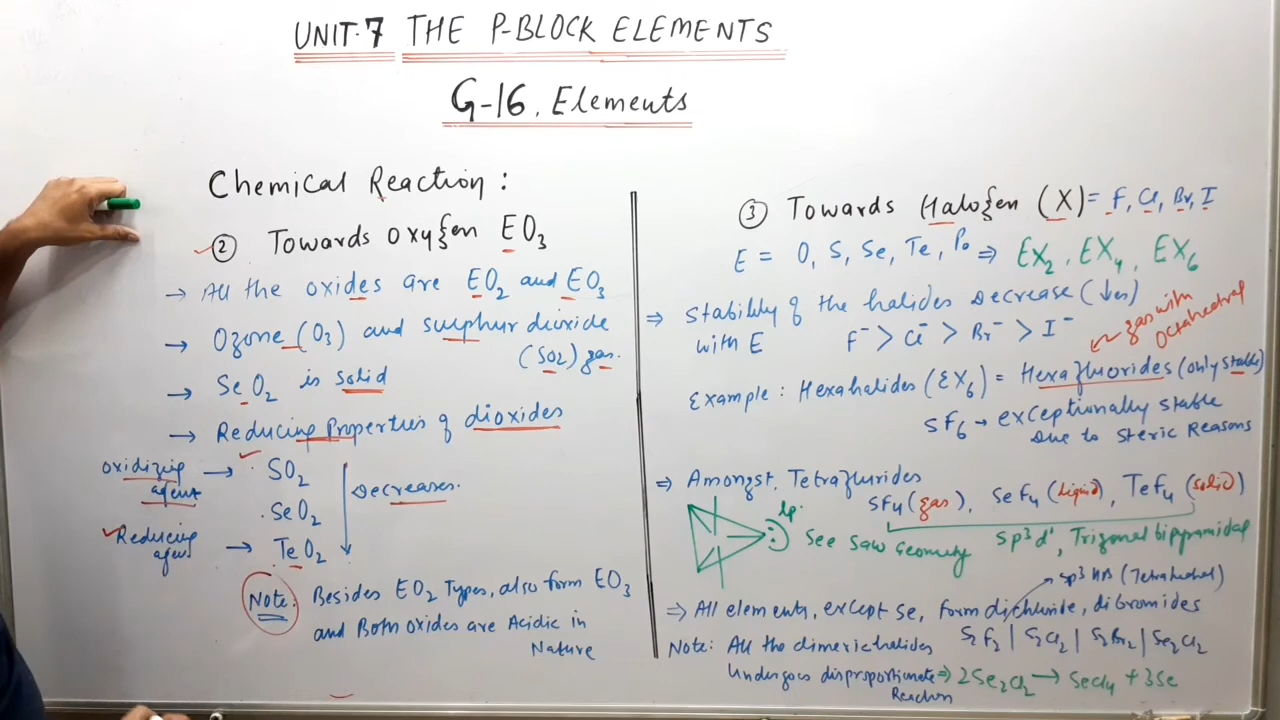 UNIT.7 THE P-BLOCK ELEMENTS
G-16. Elements
Chemical Reaction:
② Towards Oxygen EO3
→ All the oxides are EO2 and EO3
→ Ozone (O3) and sulphur dioxide
(SO2) gas.
→ SeO2 is solid
→ Reducing Properties of dioxides
oxidizing agent → SO2
SeO2
Decreases.
Reducing agent → TeO2
Note: Besides EO2 Types, also form EO3
and Both oxides are Acidic in
Nature
③ Towards Halogen (X) = F, Cl, Br, I
E = O, S, Se, Te, Po ⇒ EX2, EX4, EX6
⇒ Stability of the halides Decrease (↓es)
with E F⁻ > Cl⁻ > Br⁻ > I⁻
gas with
Octahedral
Example: Hexahalides (EX6) = Hexafluorides (only stable)
SF6 → exceptionally stable
Due to Steric Reasons
⇒ Amongst, Tetraflurides
SF4 (gas), SeF4 (liquid), TeF4 (solid)
lp.
See Saw Geometry
sp3d', Trigonal bipyramidal
sp3 HB (Tetrahedral)
⇒ All elements, except Se, form dichloride, dibromides
Note: All the dimeric halides S2F2 | S2Cl2 | S2Br2 | Se2Cl2
Undergoes disproportionate ⇒ 2Se2Cl2 → SeCl4 + 3Se
Reaction